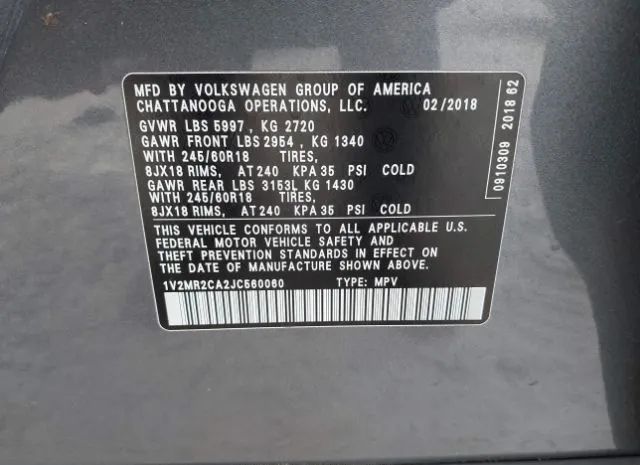 MFD BY VOLKSWAGEN GROUP OF AMERICA
CHATTANOOGA OPERATIONS, LLC. 02/2018
GVWR LBS 5997 , KG 2720
GAWR FRONT LBS 2954 , KG 1340
WITH 245/60R18 TIRES,
8JX18 RIMS, AT 240 KPA 35 PSI COLD
GAWR REAR LBS 3153L KG 1430
WITH 245/60R18 TIRES,
8JX18 RIMS, AT 240 KPA 35 PSI COLD
THIS VEHICLE CONFORMS TO ALL APPLICABLE U.S.
FEDERAL MOTOR VEHICLE SAFETY AND
THEFT PREVENTION STANDARDS IN EFFECT ON
THE DATE OF MANUFACTURE SHOWN ABOVE.
1V2MR2CA2JC560060 TYPE: MPV
0910309 2018 62